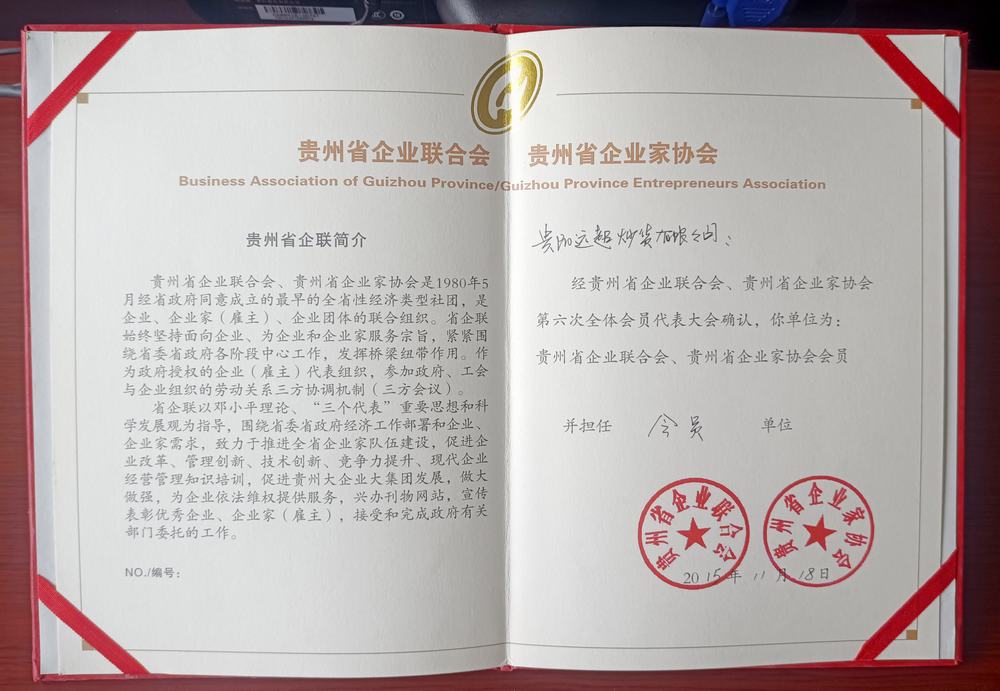 贵州省企业联合会 贵州省企业家协会
Business Association of Guizhou Province/Guizhou Province Entrepreneurs Association
贵州省企联简介
贵州省企业联合会、贵州省企业家协会是1980年5
月经省政府同意成立的最早的全省性经济类型社团，是
企业、企业家（雇主）、企业团体的联合组织。省企联
始终坚持面向企业、为企业和企业家服务宗旨，紧紧围
绕省委省政府各阶段中心工作，发挥桥梁纽带作用。作
为政府授权的企业（雇主）代表组织，参加政府、工会
与企业组织的劳动关系三方协调机制（三方会议）。
省企联以邓小平理论、“三个代表”重要思想和科
学发展观为指导，围绕省委省政府经济工作部署和企业、
企业家需求，致力于推进全省企业家队伍建设，促进企
业改革、管理创新、技术创新、竞争力提升、现代企业
经营管理知识培训，促进贵州大企业大集团发展，做大
做强，为企业依法维权提供服务，兴办刊物网站，宣传
表彰优秀企业、企业家（雇主），接受和完成政府有关
部门委托的工作。
NO./编号：
贵阳远超炒货有限公司：
经贵州省企业联合会、贵州省企业家协会
第六次全体会员代表大会确认，你单位为：
贵州省企业联合会、贵州省企业家协会会员
并担任 会员 单位
贵州省企业联合会
贵州省企业家协会
2015年11月18日